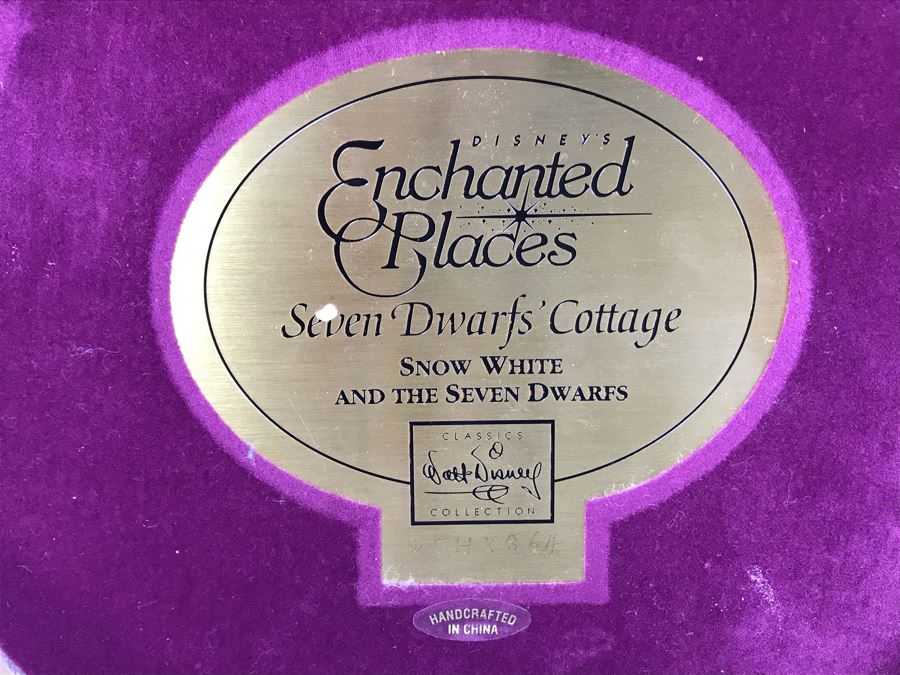 DISNEY'S
Enchanted
Places
Seven Dwarfs' Cottage
SNOW WHITE
AND THE SEVEN DWARFS
CLASSICS
Walt Disney
COLLECTION
HANDCRAFTED
IN CHINA